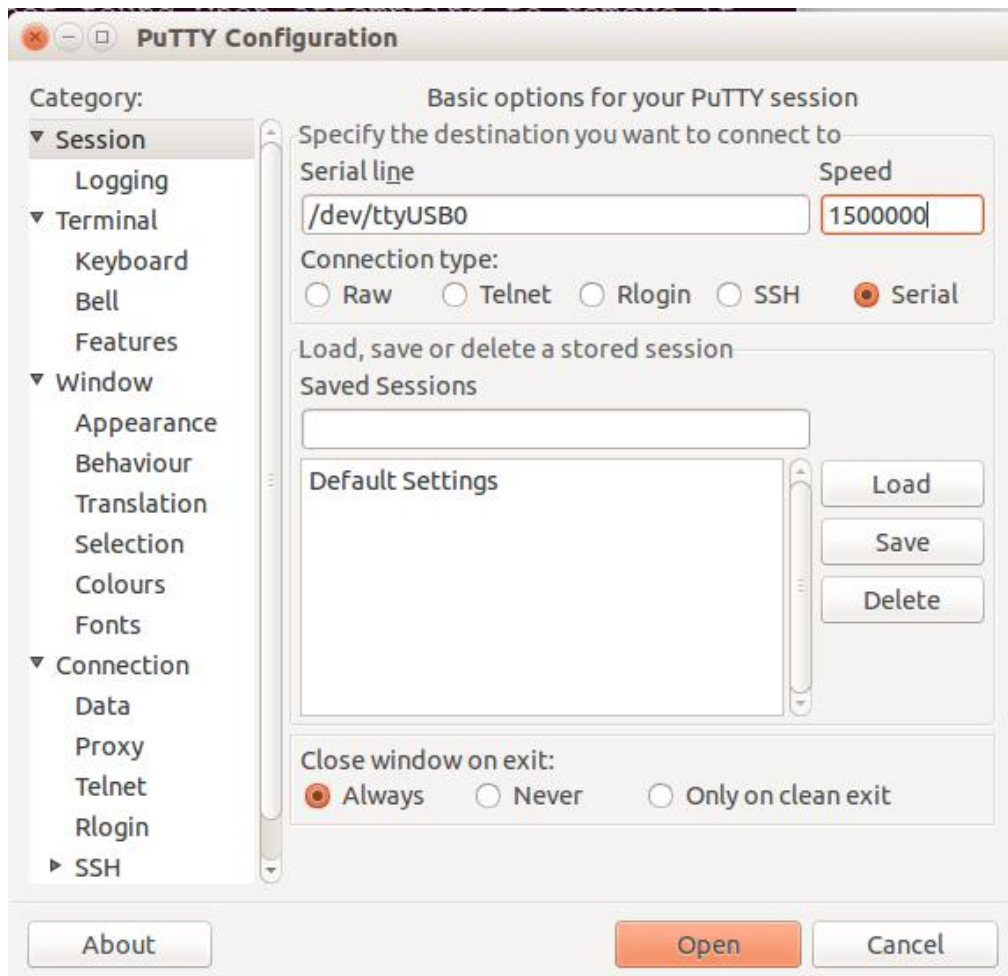 PuTTY Configuration
Category:
Session
Logging
Terminal
Keyboard
Bell
Features
Window
Appearance
Behaviour
Translation
Selection
Colours
Fonts
Connection
Data
Proxy
Telnet
Rlogin
SSH
Basic options for your PuTTY session
Specify the destination you want to connect to
Serial line Speed
/dev/ttyUSB0 1500000
Connection type:
Raw Telnet Rlogin SSH Serial
Load, save or delete a stored session
Saved Sessions
Default Settings
Load
Save
Delete
Close window on exit:
Always Never Only on clean exit
About Open Cancel